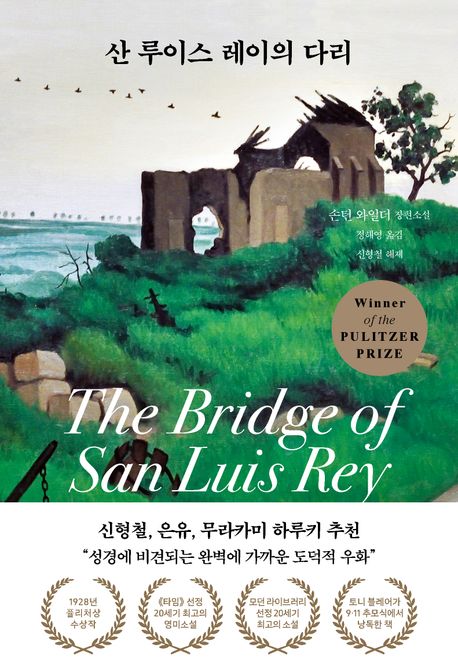 산 루이스 레이의 다리
손턴 와일더 장편소설
정해영 옮김
신형철 해제
Winner
of the
PULITZER
PRIZE
The Bridge of
San Luis Rey
신형철, 은유, 무라카미 하루키 추천
“성경에 비견되는 완벽에 가까운 도덕적 우화”
1928년
퓰리처상
수상작
《타임》 선정
20세기 최고의
영미소설
모던 라이브러리
선정 20세기
최고의 소설
토니 블레어가
9·11 추모식에서
낭독한 책